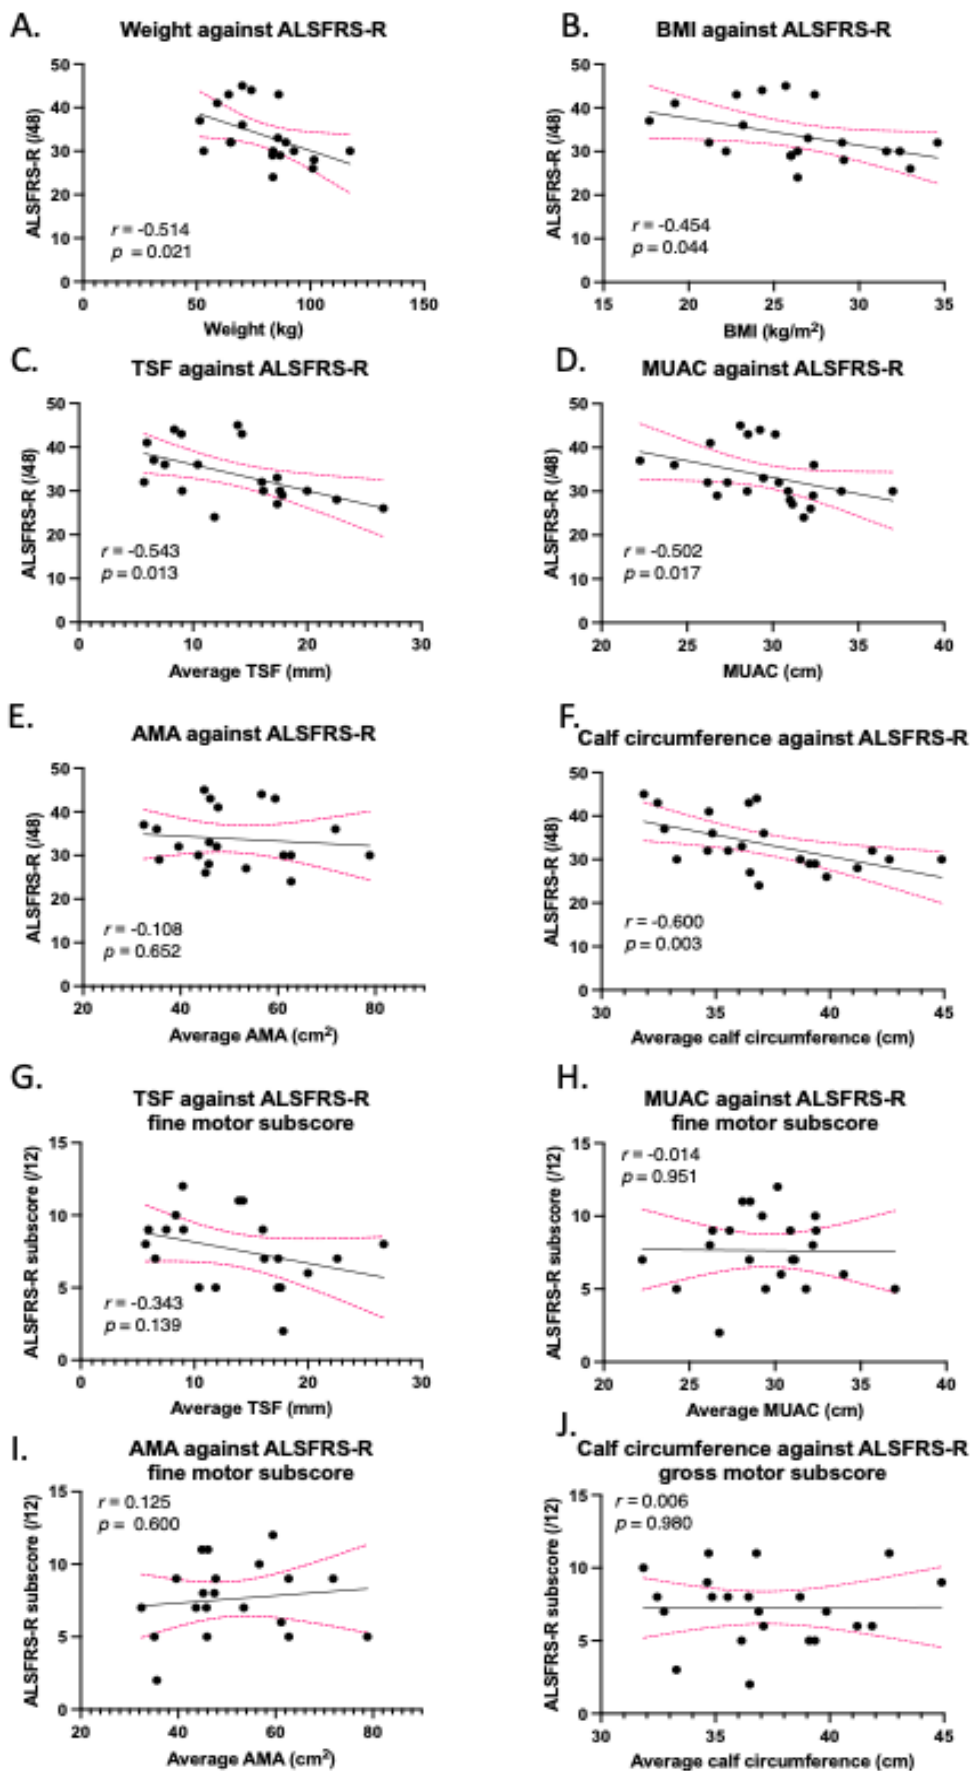 A.
Weight against ALSFRS-R
ALSFRS-R (/48)
50
40
30
20
10
0
r = -0.514
p = 0.021
0 50 100 150
Weight (kg)
B.
BMI against ALSFRS-R
ALSFRS-R (/48)
50
40
30
20
10
0
r = -0.454
p = 0.044
15 20 25 30 35
BMI (kg/m²)
C.
TSF against ALSFRS-R
ALSFRS-R (/48)
50
40
30
20
10
0
r = -0.543
p = 0.013
0 10 20 30
Average TSF (mm)
D.
MUAC against ALSFRS-R
ALSFRS-R (/48)
50
40
30
20
10
0
r = -0.502
p = 0.017
20 25 30 35 40
MUAC (cm)
E.
AMA against ALSFRS-R
ALSFRS-R (/48)
50
40
30
20
10
0
r = -0.108
p = 0.652
20 40 60 80
Average AMA (cm²)
F.
Calf circumference against ALSFRS-R
ALSFRS-R (/48)
50
40
30
20
10
0
r = -0.600
p = 0.003
30 35 40 45
Average calf circumference (cm)
G.
TSF against ALSFRS-R
fine motor subscore
ALSFRS-R subscore (/12)
15
10
5
0
r = -0.343
p = 0.139
0 10 20 30
Average TSF (mm)
H.
MUAC against ALSFRS-R
fine motor subscore
ALSFRS-R subscore (/12)
15
10
5
0
r = -0.014
p = 0.951
20 25 30 35 40
Average MUAC (cm)
I.
AMA against ALSFRS-R
fine motor subscore
ALSFRS-R subscore (/12)
15
10
5
0
r = 0.125
p = 0.600
20 40 60 80
Average AMA (cm²)
J.
Calf circumference against ALSFRS-R
gross motor subscore
ALSFRS-R subscore (/12)
15
10
5
0
r = 0.006
p = 0.980
30 35 40 45
Average calf circumference (cm)